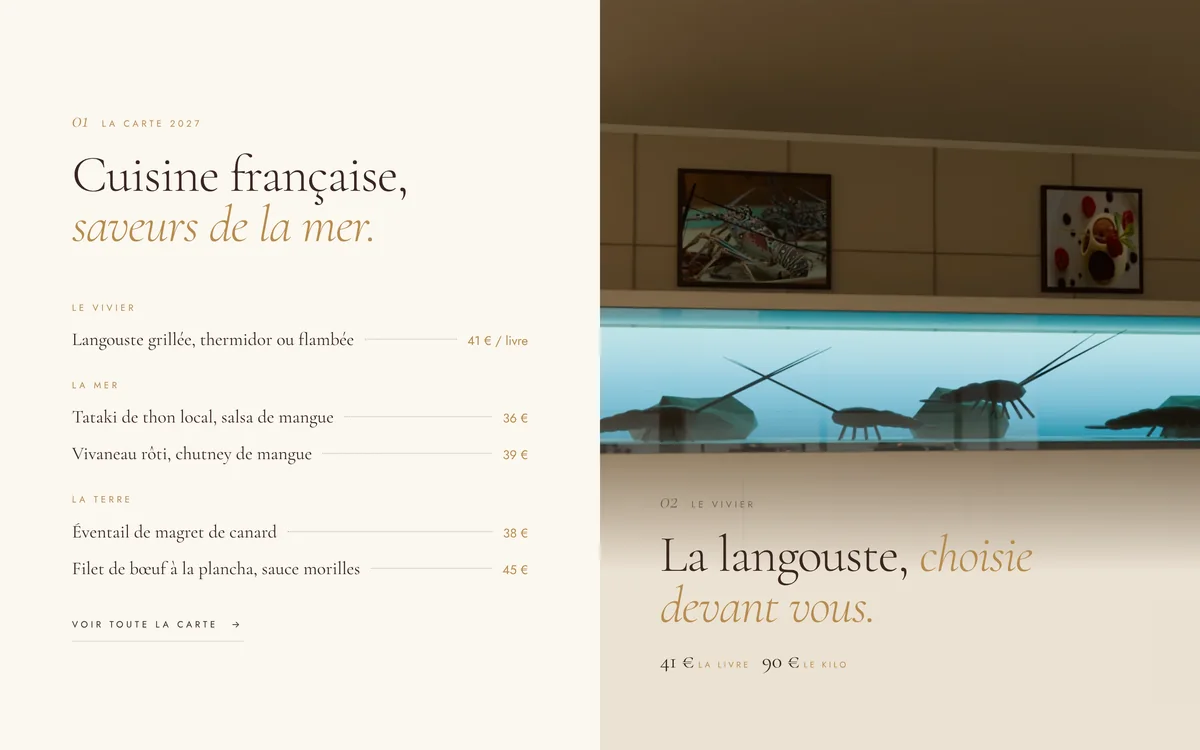 01 LA CARTE 2027
Cuisine française,
saveurs de la mer.
LE VIVIER
Langouste grillée, thermidor ou flambée 41 € / livre
LA MER
Tataki de thon local, salsa de mangue 36 €
Vivaneau rôti, chutney de mangue 39 €
LA TERRE
Éventail de magret de canard 38 €
Filet de bœuf à la plancha, sauce morilles 45 €
VOIR TOUTE LA CARTE →
02 LE VIVIER
La langouste, choisie
devant vous.
41 € LA LIVRE 90 € LE KILO